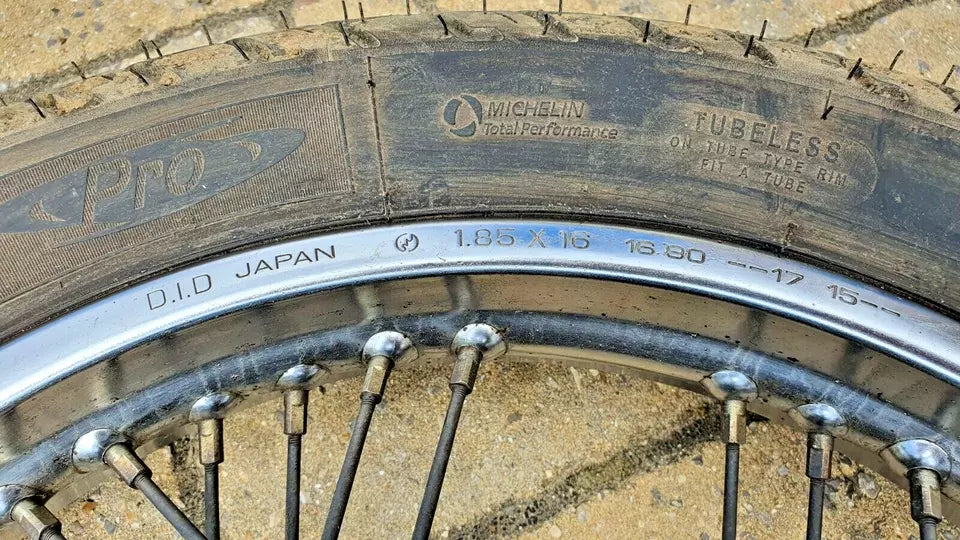 Pro
MICHELIN
Total Performance
TUBELESS
ON TUBE TYPE RIM
FIT A TUBE
D.I.D JAPAN 1.85 X 16 16.80 --–17 15-–